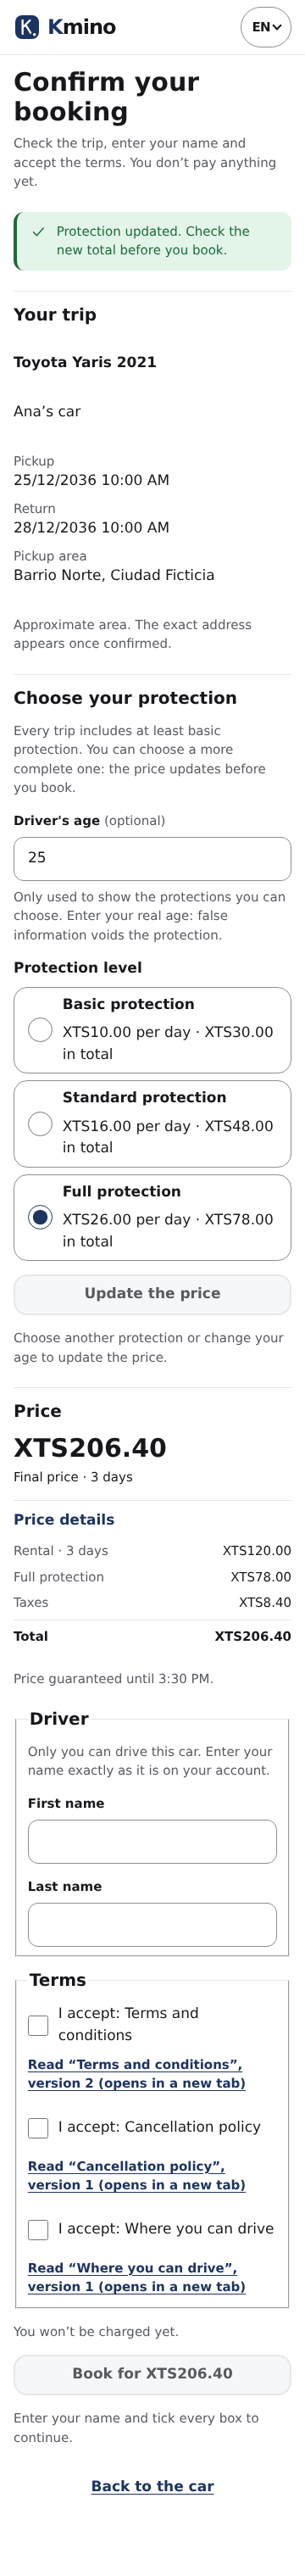 Kmino
EN
Confirm your
booking
Check the trip, enter your name and
accept the terms. You don’t pay anything
yet.
Protection updated. Check the
new total before you book.
Your trip
Toyota Yaris 2021
Ana’s car
Pickup
25/12/2036 10:00 AM
Return
28/12/2036 10:00 AM
Pickup area
Barrio Norte, Ciudad Ficticia
Approximate area. The exact address
appears once confirmed.
Choose your protection
Every trip includes at least basic
protection. You can choose a more
complete one: the price updates before
you book.
Driver's age (optional)
25
Only used to show the protections you can
choose. Enter your real age: false
information voids the protection.
Protection level
Basic protection
XTS10.00 per day · XTS30.00
in total
Standard protection
XTS16.00 per day · XTS48.00
in total
Full protection
XTS26.00 per day · XTS78.00
in total
Update the price
Choose another protection or change your
age to update the price.
Price
XTS206.40
Final price · 3 days
Price details
Rental · 3 days XTS120.00
Full protection XTS78.00
Taxes XTS8.40
Total XTS206.40
Price guaranteed until 3:30 PM.
Driver
Only you can drive this car. Enter your
name exactly as it is on your account.
First name
Last name
Terms
I accept: Terms and
conditions
Read “Terms and conditions”,
version 2 (opens in a new tab)
I accept: Cancellation policy
Read “Cancellation policy”,
version 1 (opens in a new tab)
I accept: Where you can drive
Read “Where you can drive”,
version 1 (opens in a new tab)
You won’t be charged yet.
Book for XTS206.40
Enter your name and tick every box to
continue.
Back to the car